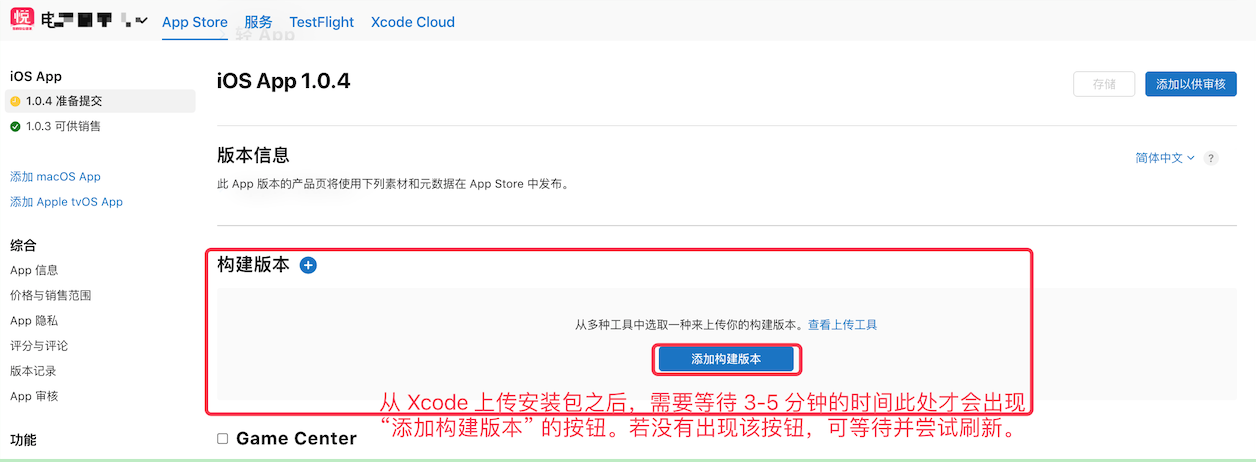 悦
电
App Store 服务 TestFlight Xcode Cloud
iOS App
1.0.4 准备提交
1.0.3 可供销售
添加 macOS App
添加 Apple tvOS App
综合
App 信息
价格与销售范围
App 隐私
评分与评论
版本记录
App 审核
功能
iOS App 1.0.4
存储
添加以供审核
版本信息
简体中文
?
此 App 版本的产品页将使用下列素材和元数据在 App Store 中发布。
构建版本
从多种工具中选取一种来上传你的构建版本。查看上传工具
添加构建版本
从 Xcode 上传安装包之后，需要等待 3-5 分钟的时间此处才会出现
“添加构建版本” 的按钮。若没有出现该按钮，可等待并尝试刷新。
Game Center